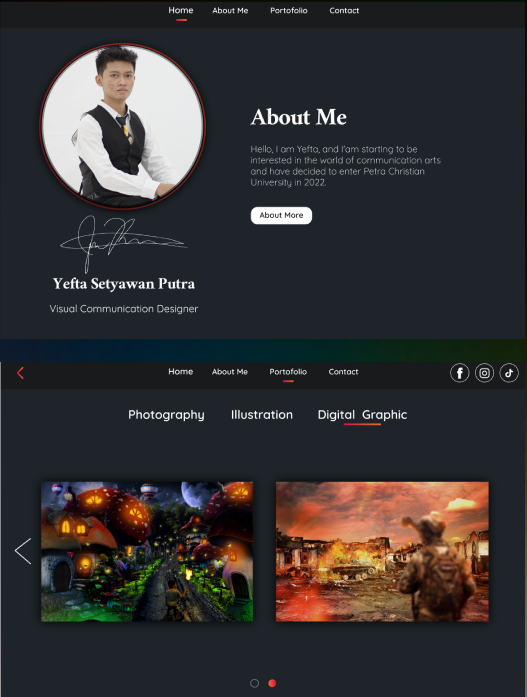 Home About Me Portofolio Contact
About Me
Hello, I am Yefta, and I'am starting to be
interested in the world of communication arts
and have decided to enter Petra Christian
University in 2022.
About More
Yefta Setyawan Putra
Visual Communication Designer
Home About Me Portofolio Contact
Photography Illustration Digital Graphic